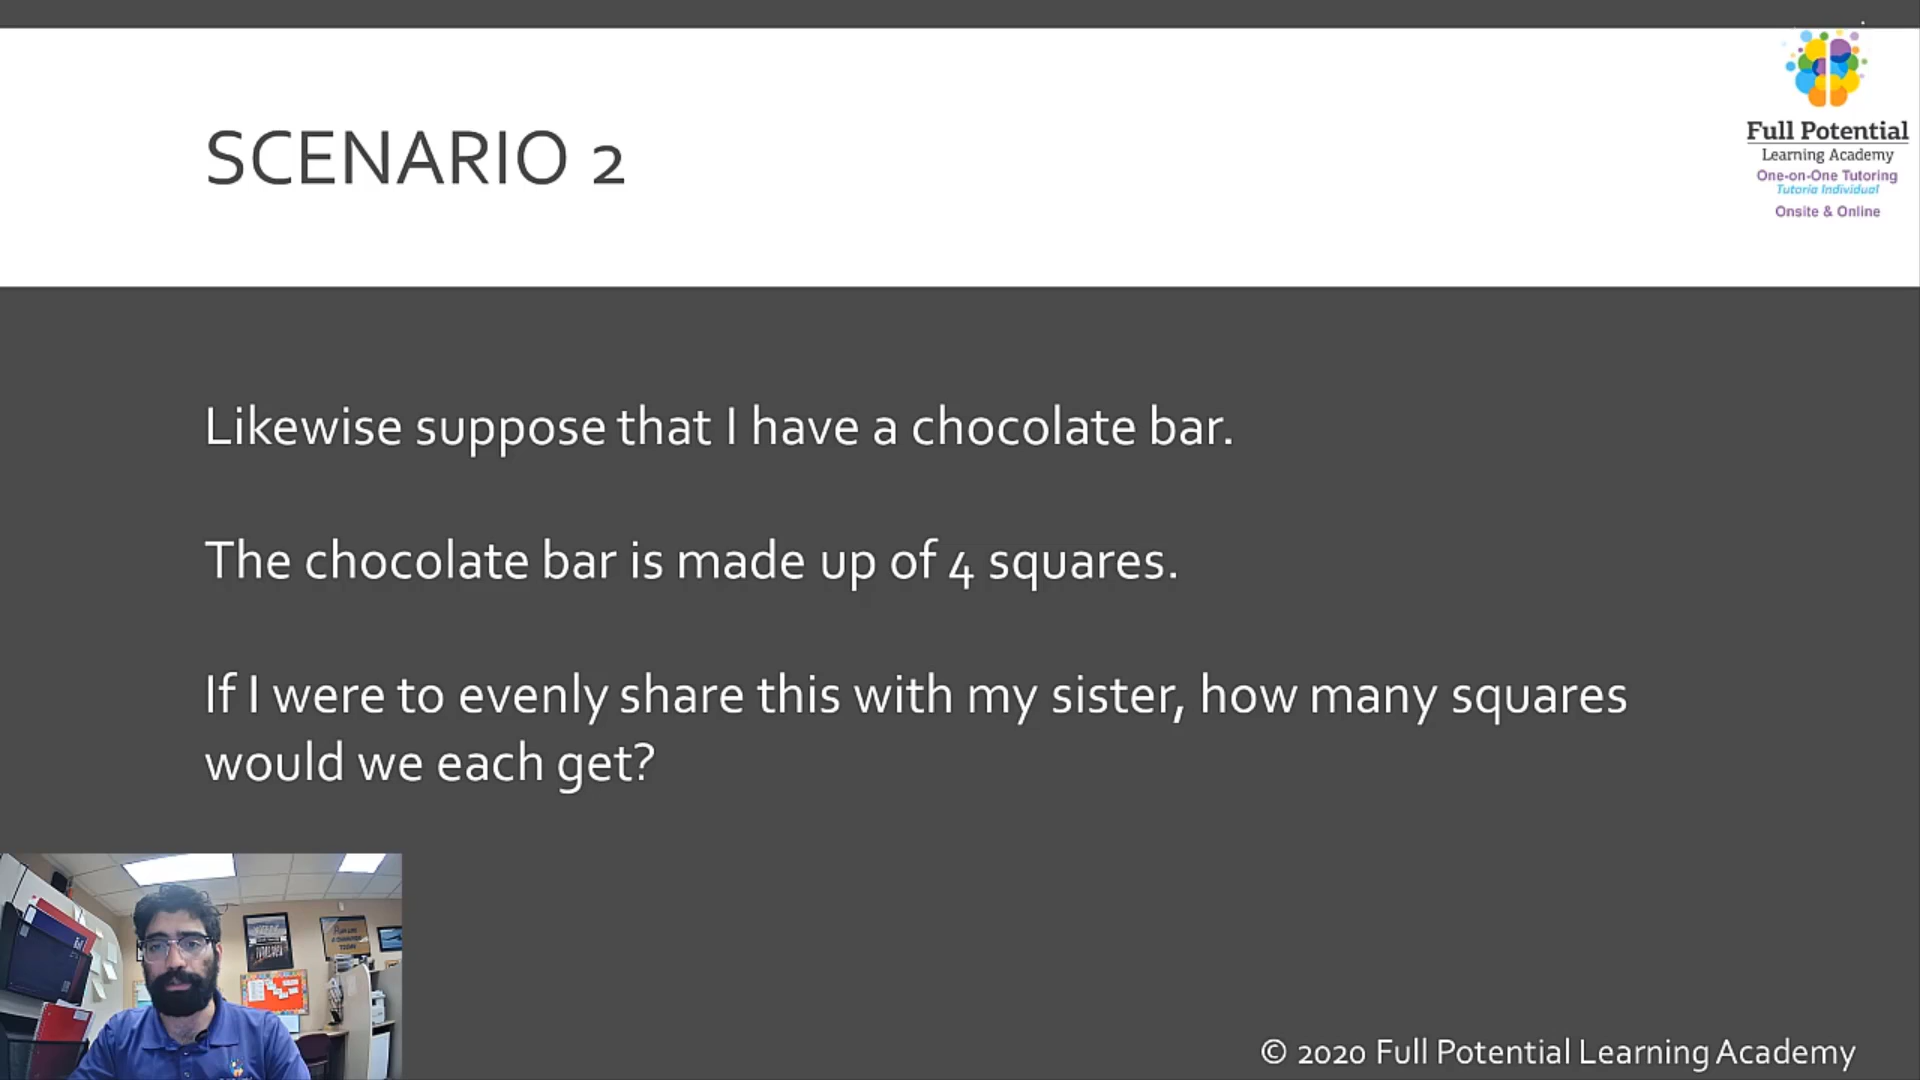 SCENARIO 2
Full Potential
Learning Academy
One-on-One Tutoring
Tutoría Individual
Onsite & Online
Likewise suppose that I have a chocolate bar.
The chocolate bar is made up of 4 squares.
If I were to evenly share this with my sister, how many squares
would we each get?
© 2020 Full Potential Learning Academy